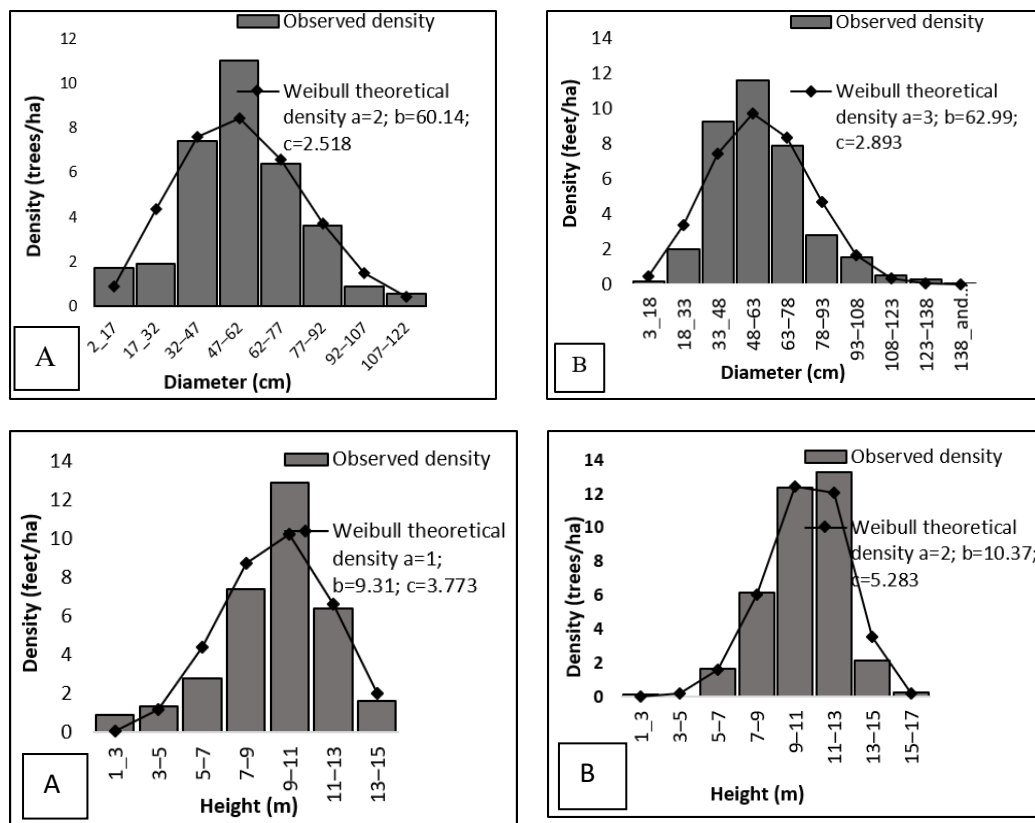 Observed density
Weibull theoretical
density a=2; b=60.14;
c=2.518
Density (trees/ha)
12
10
8
6
4
2
0
2_17
17_32
32–47
47–62
62–77
77–92
92–107
107–122
Diameter (cm)
A
Observed density
Weibull theoretical
density a=3; b=62.99;
c=2.893
Density (feet/ha)
14
12
10
8
6
4
2
0
3_18
18_33
33_48
48–63
63–78
78–93
93–108
108–123
123–138
138_and...
Diameter (cm)
B
Observed density
Weibull theoretical
density a=1;
b=9.31; c=3.773
Density (feet/ha)
14
12
10
8
6
4
2
0
1_3
3–5
5–7
7–9
9–11
11–13
13–15
Height (m)
A
Observed density
Weibull theoretical
density a=2; b=10.37;
c=5.283
Density (trees/ha)
14
12
10
8
6
4
2
0
1_3
3–5
5–7
7–9
9–11
11–13
13–15
15–17
Height (m)
B